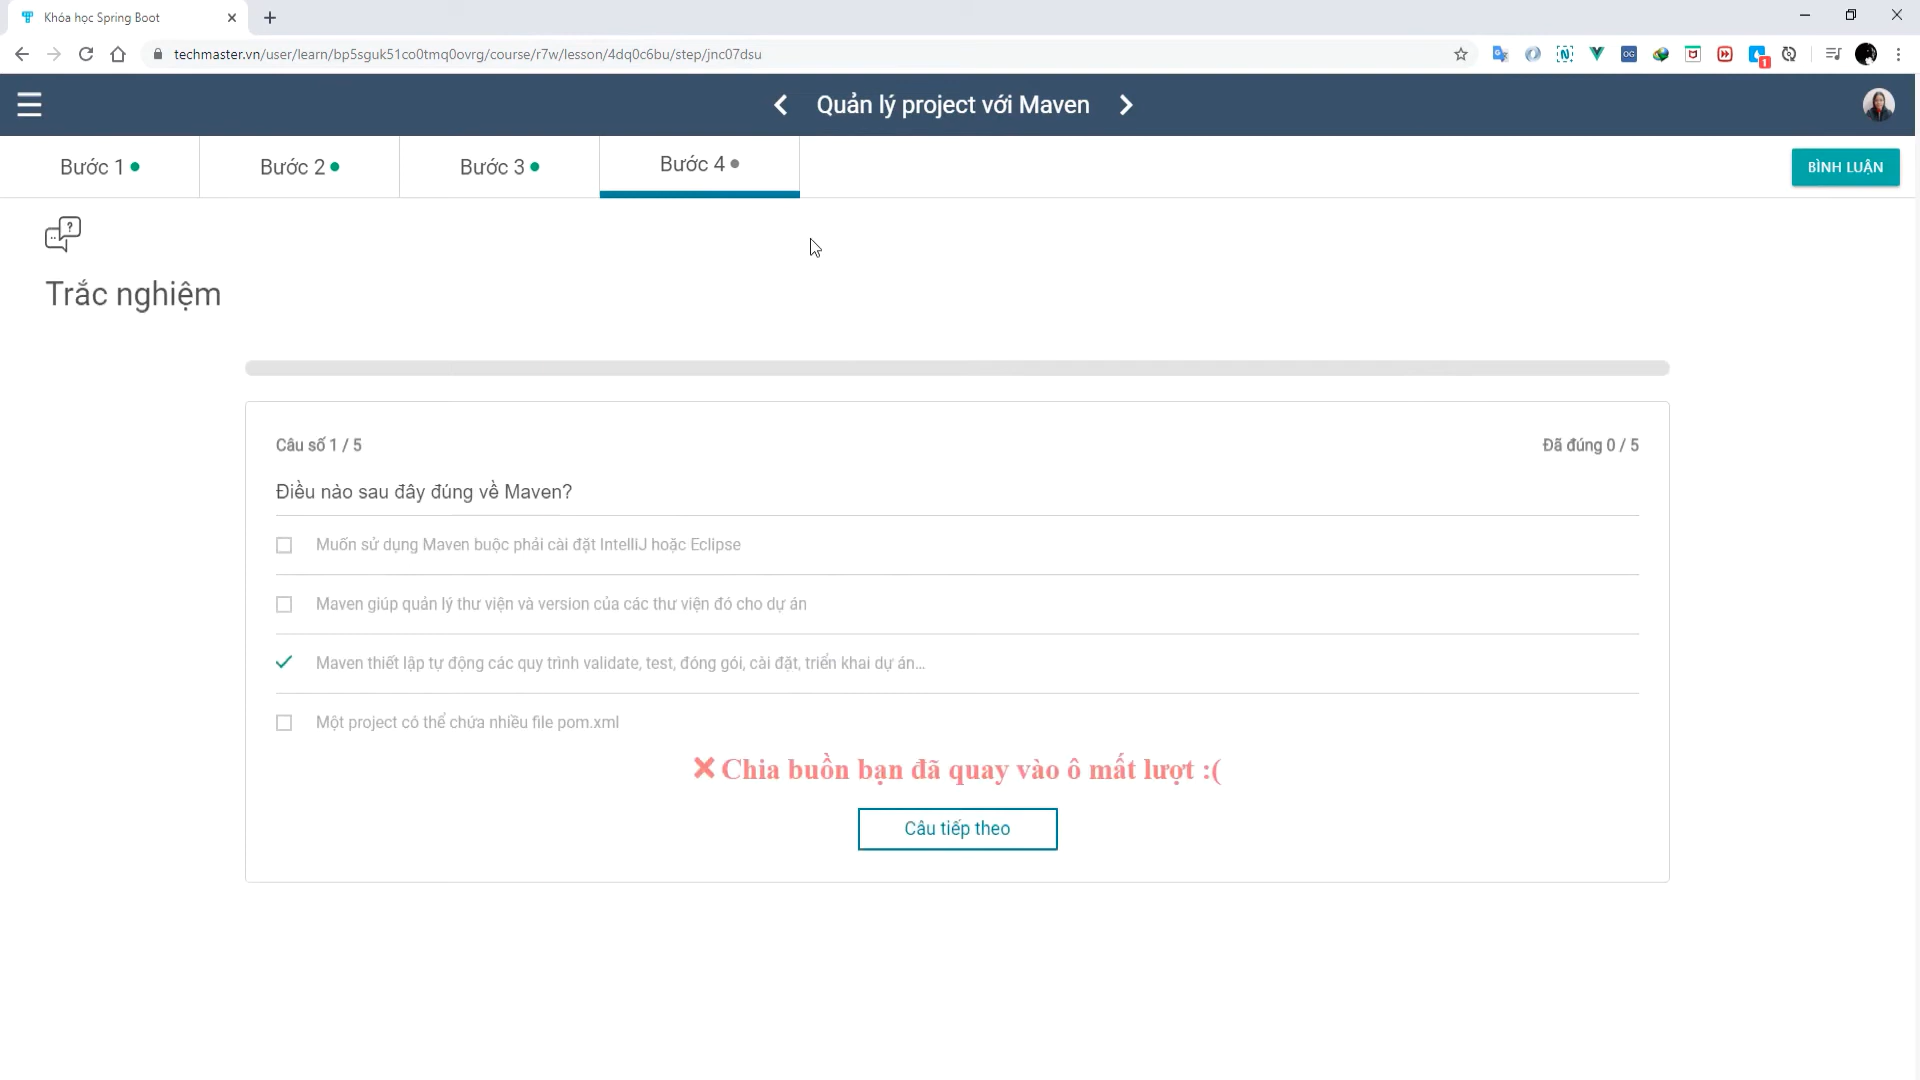 Khóa học Spring Boot
techmaster.vn/user/learn/bp5sguk51co0tmq0ovrg/course/r7w/lesson/4dq0c6bu/step/jnc07dsu
Quản lý project với Maven
Bước 1
Bước 2
Bước 3
Bước 4
BÌNH LUẬN
Trắc nghiệm
Câu số 1 / 5
Đã đúng 0 / 5
Điều nào sau đây đúng về Maven?
Muốn sử dụng Maven buộc phải cài đặt IntelliJ hoặc Eclipse
Maven giúp quản lý thư viện và version của các thư viện đó cho dự án
Maven thiết lập tự động các quy trình validate, test, đóng gói, cài đặt, triển khai dự án...
Một project có thể chứa nhiều file pom.xml
Chia buồn bạn đã quay vào ô mất lượt :(
Câu tiếp theo